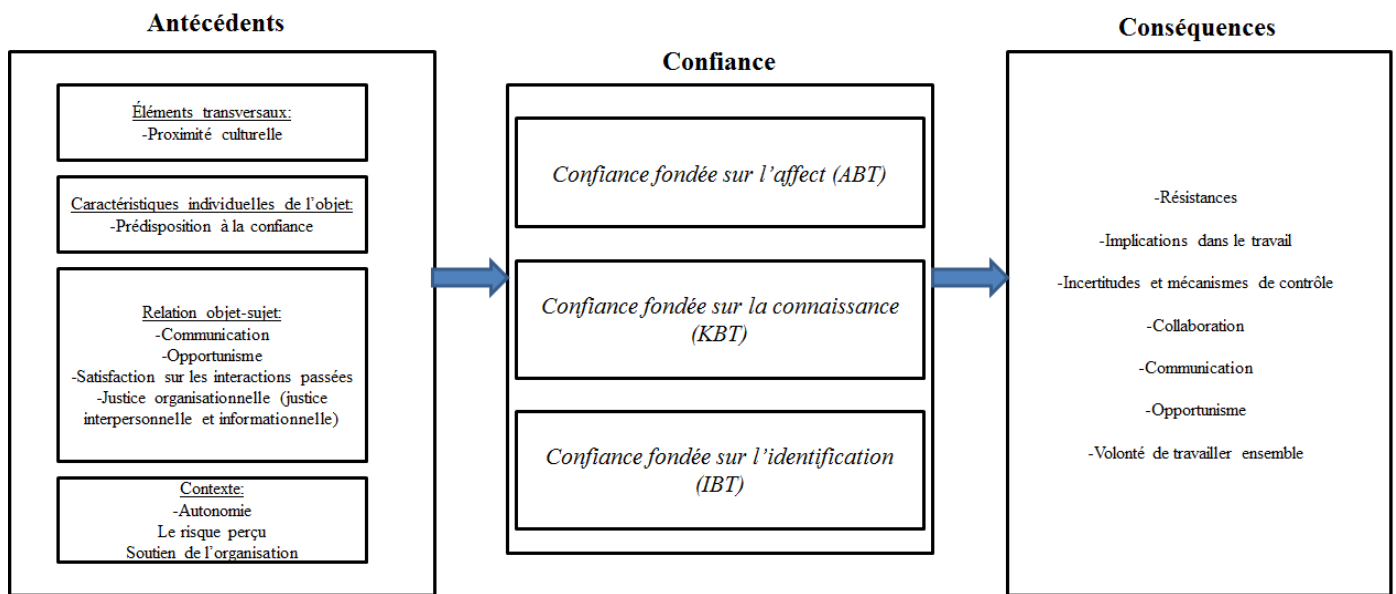 Antécédents
Éléments transversaux:
-Proximité culturelle
Caractéristiques individuelles de l'objet:
-Prédisposition à la confiance
Relation objet-sujet:
-Communication
-Opportunisme
-Satisfaction sur les interactions passées
-Justice organisationnelle (justice
interpersonnelle et informationnelle)
Contexte:
-Autonomie
Le risque perçu
Soutien de l'organisation
Confiance
Confiance fondée sur l'affect (ABT)
Confiance fondée sur la connaissance
(KBT)
Confiance fondée sur l'identification
(IBT)
Conséquences
-Résistances
-Implications dans le travail
-Incertitudes et mécanismes de contrôle
-Collaboration
-Communication
-Opportunisme
-Volonté de travailler ensemble